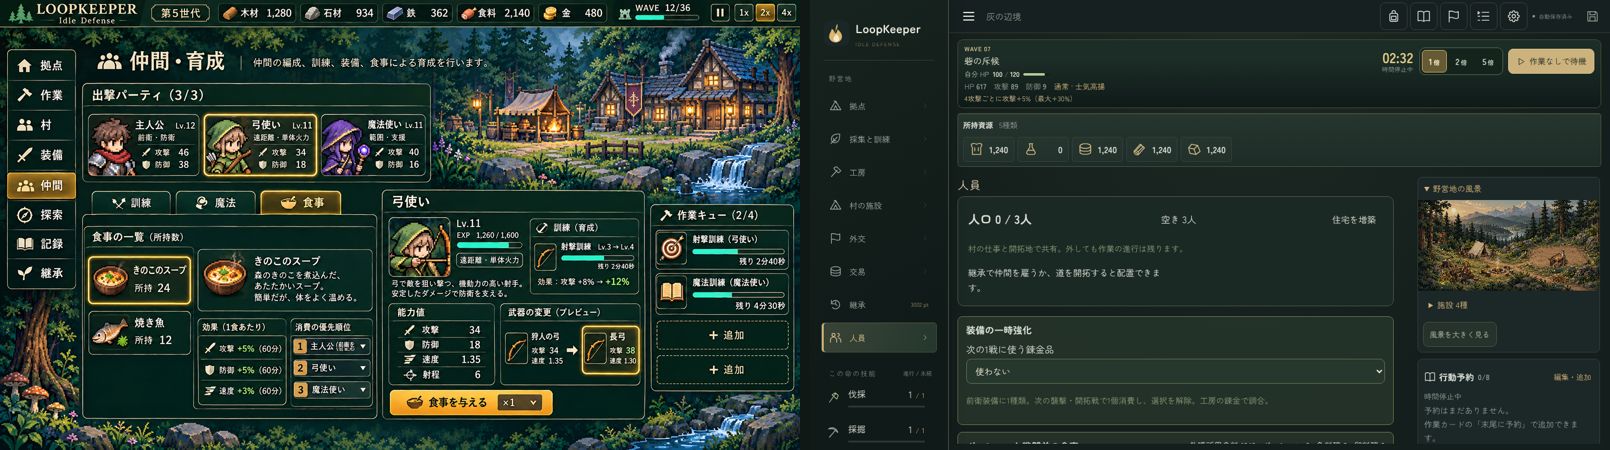 LOOPKEEPER
Idle Defense
第5世代
木材 1,280
石材 934
鉄 362
食料 2,140
金 480
WAVE 12/36
1x
2x
4x
拠点
作業
村
装備
仲間
探索
記録
継承
仲間・育成
仲間の編成、訓練、装備、食事による育成を行います。
出撃パーティ (3/3)
主人公 Lv.12
前衛・防衛
攻撃 46
防御 38
弓使い Lv.11
遠距離・単体火力
攻撃 34
防御 18
魔法使い Lv.11
範囲・支援
攻撃 40
防御 16
訓練
魔法
食事
食事の一覧 (所持数)
きのこのスープ
所持 24
焼き魚
所持 12
きのこのスープ
森のきのこを煮込んだ、
あたたかいスープ。
簡単だが、体をよく温める。
効果 (1食あたり)
攻撃 +5% (60分)
防御 +5% (60分)
速度 +3% (60分)
消費の優先順位
1 主人公
2 弓使い
3 魔法使い
弓使い
Lv.11
EXP 1,260 / 1,600
遠距離・単体火力
弓で敵を狙い撃つ、機動力の高い射手。
安定したダメージで防衛を支える。
訓練 (育成)
射撃訓練 Lv.3 → Lv.4
残り 2分40秒
効果：攻撃 +8% → +12%
能力値
攻撃 34
防御 18
速度 1.35
射程 6
武器の変更 (プレビュー)
狩人の弓
攻撃 34
速度 1.35
長弓
攻撃 38
速度 1.30
食事を与える
×1
作業キュー (2/4)
射撃訓練 (弓使い)
残り 2分40秒
魔法訓練 (魔法使い)
残り 4分30秒
+ 追加
+ 追加
LoopKeeper
IDLE DEFENSE
野営地
拠点
採集と訓練
工房
村の施設
外交
交易
継承
3002 pt
人員
この命の技能
進行 / 永続
伐採 1 / 1
採掘 1 / 1
灰の辺境
自動保存済み
WAVE 07
砦の斥候
自分 HP 100 / 120
HP 617 攻撃 89 防御 9 通常・士気高揚
4攻撃ごとに攻撃+5% (最大+30%)
02:32
時間停止中
1倍
2倍
5倍
作業なしで待機
所持資源 5種類
1,240
0
1,240
1,240
1,240
人員
人口 0 / 3人
空き 3人
住宅を増築
村の仕事と開拓地で共有。外しても作業の進行は残ります。
継承で仲間を雇うか、道を開拓すると配置できま
す。
装備の一時強化
次の1戦に使う錬金品
使わない
前衛装備に1種類。次の襲撃・開拓戦で1個消費し、選択を解除。工房の錬金で調合。
野営地の風景
施設 4種
風景を大きく見る
行動予約 0/8
編集・追加
時間停止中
予約はまだありません。
作業カードの「末尾に予約」で追加できま
す。